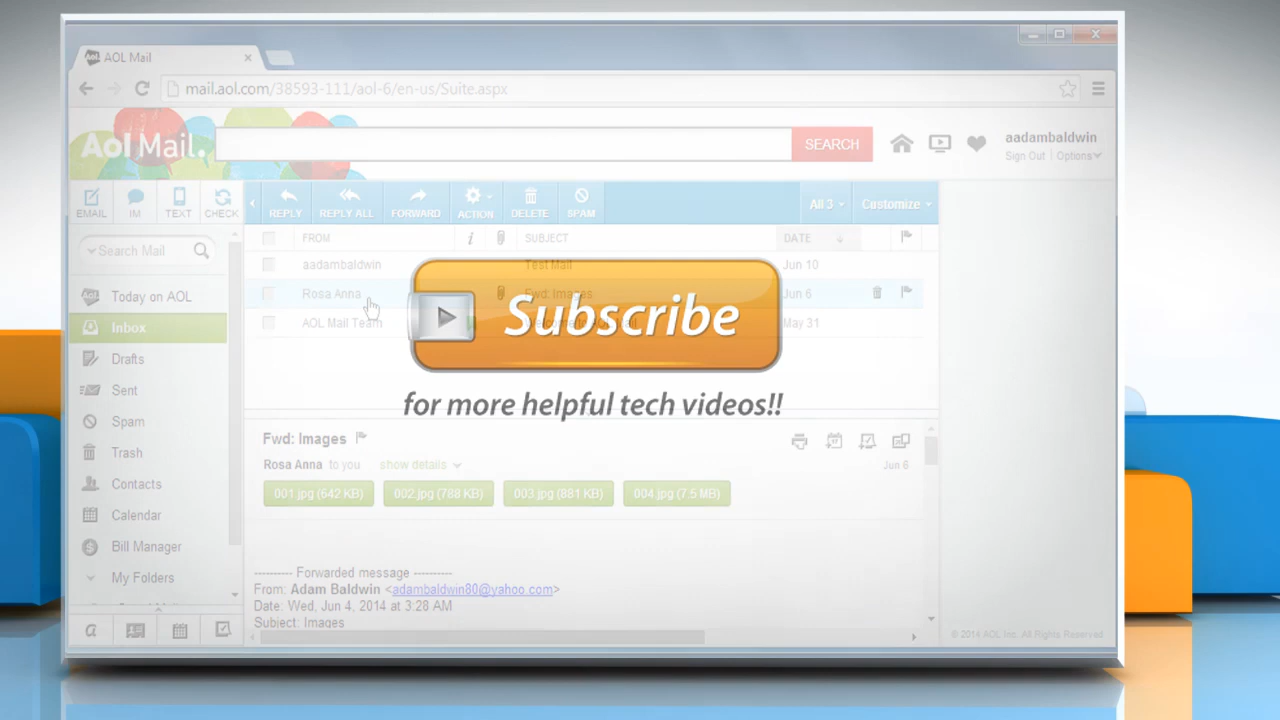 AOL Mail
mail.aol.com/38593-111/aol-6/en-us/Suite.aspx
Aol Mail.
SEARCH
aadambaldwin
Sign Out | Options
EMAIL IM TEXT CHECK
REPLY REPLY ALL FORWARD ACTION DELETE SPAM
All 3 Customize
Search Mail
FROM SUBJECT DATE
aadambaldwin Test Mail Jun 10
Rosa Anna Fwd: Images Jun 6
AOL Mail Team May 31
Today on AOL
Inbox
Drafts
Sent
Spam
Trash
Contacts
Calendar
Bill Manager
My Folders
Subscribe
for more helpful tech videos!!
Fwd: Images
Rosa Anna to you show details
Jun 6
001.jpg (642 KB) 002.jpg (788 KB) 003.jpg (881 KB) 004.jpg (7.5 MB)
---------- Forwarded message ----------
From: Adam Baldwin <adambaldwin80@yahoo.com>
Date: Wed, Jun 4, 2014 at 3:28 AM
Subject: Images
© 2014 AOL Inc. All Rights Reserved